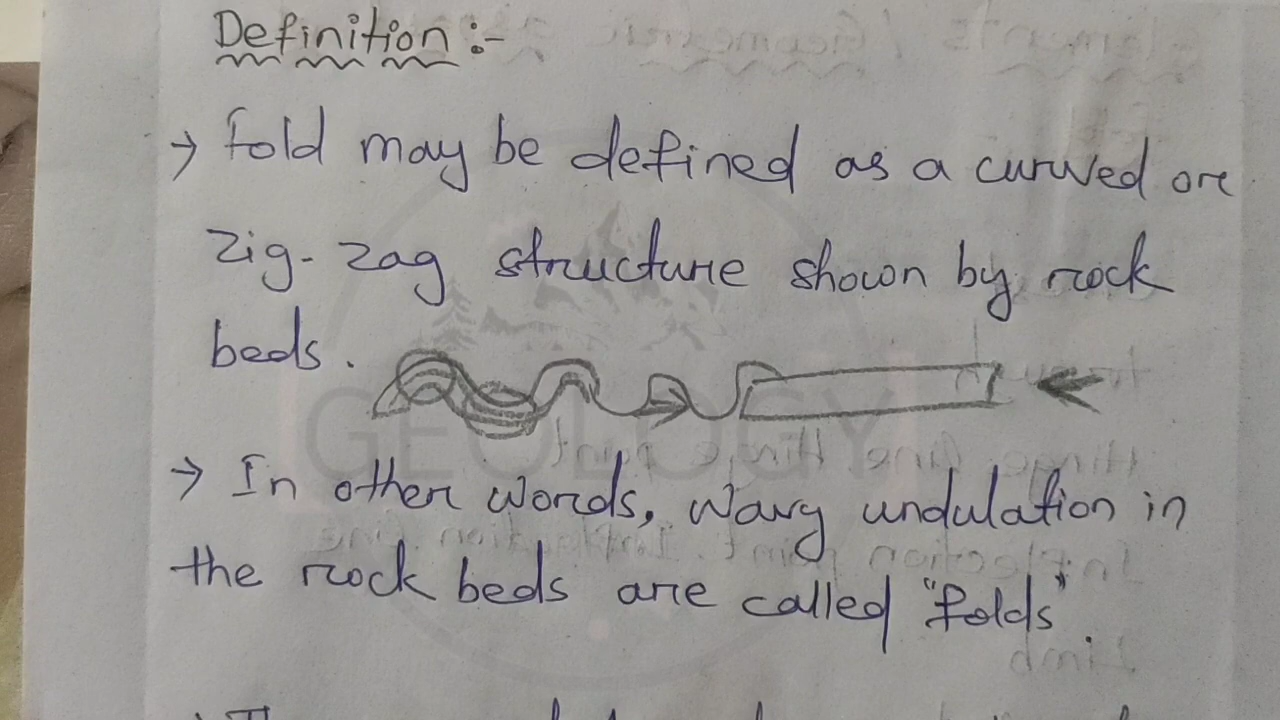 Definition :-
→ Fold may be defined as a curved or
zig-zag structure shown by rock
beds.
GEOLOGY
→ In other words, wavy undulation in
the rock beds are called "folds".